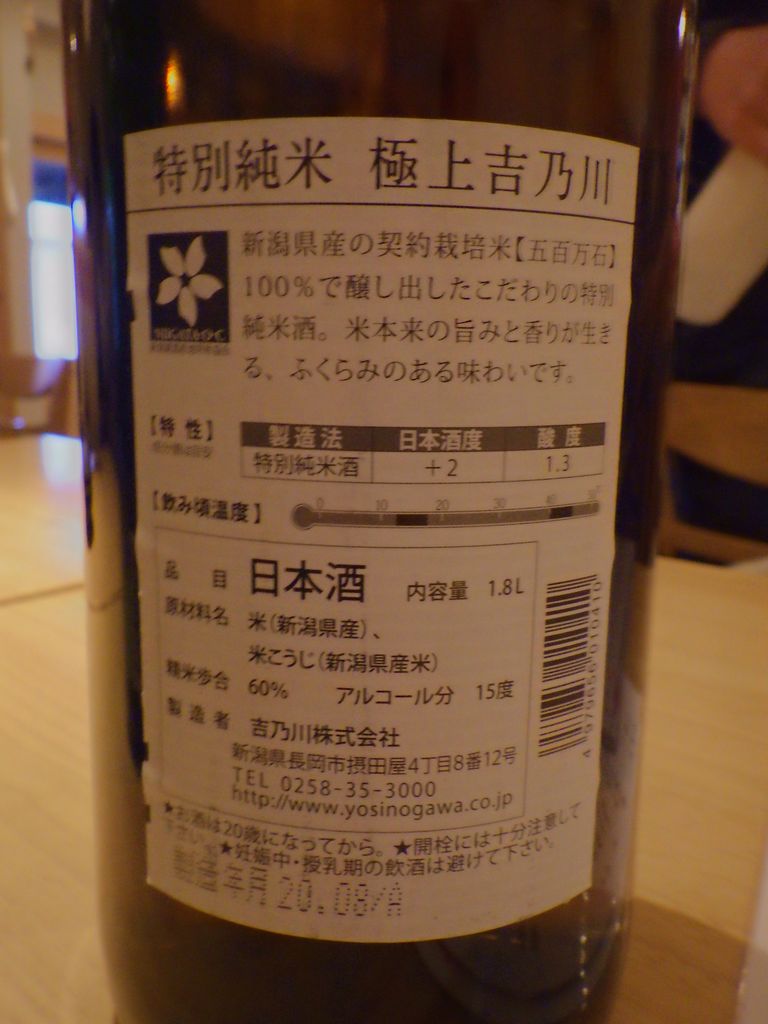 特別純米 極上吉乃川
新潟県産の契約栽培米【五百万石】
100%で醸し出したこだわりの特別
純米酒。米本来の旨みと香りが生き
る、ふくらみのある味わいです。
NIIGATA O.C.
【特性】
製造法 日本酒度 酸度
特別純米酒 +2 1.3
【飲み頃温度】 0 10 20 30 40 50
品目 日本酒 内容量 1.8L
原材料名 米(新潟県産)、
米こうじ(新潟県産米)
精米歩合 60% アルコール分 15度
製造者 吉乃川株式会社
新潟県長岡市摂田屋4丁目8番12号
TEL 0258-35-3000
http://www.yosinogawa.co.jp
4 979656 010410
★お酒は20歳になってから。★開栓には十分注意して
下さい。★妊娠中・授乳期の飲酒は避けて下さい。
製造年月 20.08/A